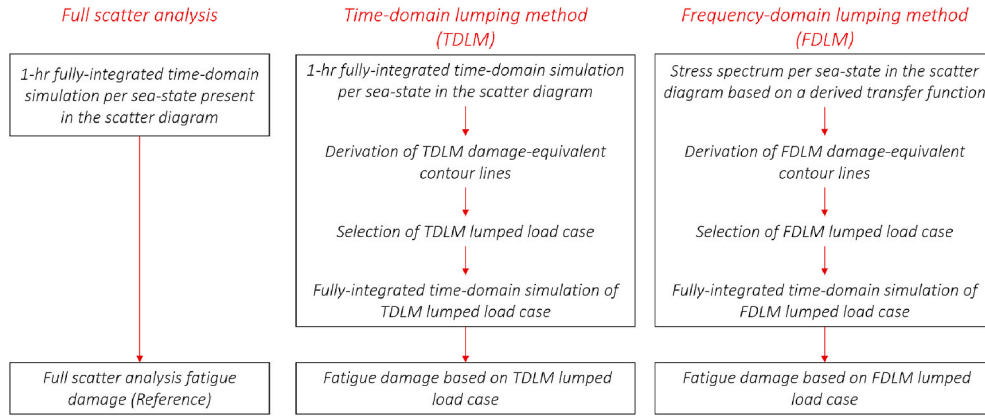 Full scatter analysis
1-hr fully-integrated time-domain
simulation per sea-state present
in the scatter diagram
Full scatter analysis fatigue
damage (Reference)
Time-domain lumping method
(TDLM)
1-hr fully-integrated time-domain simulation
per sea-state in the scatter diagram
Derivation of TDLM damage-equivalent
contour lines
Selection of TDLM lumped load case
Fully-integrated time-domain simulation of
TDLM lumped load case
Fatigue damage based on TDLM lumped
load case
Frequency-domain lumping method
(FDLM)
Stress spectrum per sea-state in the scatter
diagram based on a derived transfer function
Derivation of FDLM damage-equivalent
contour lines
Selection of FDLM lumped load case
Fully-integrated time-domain simulation of
FDLM lumped load case
Fatigue damage based on FDLM lumped
load case